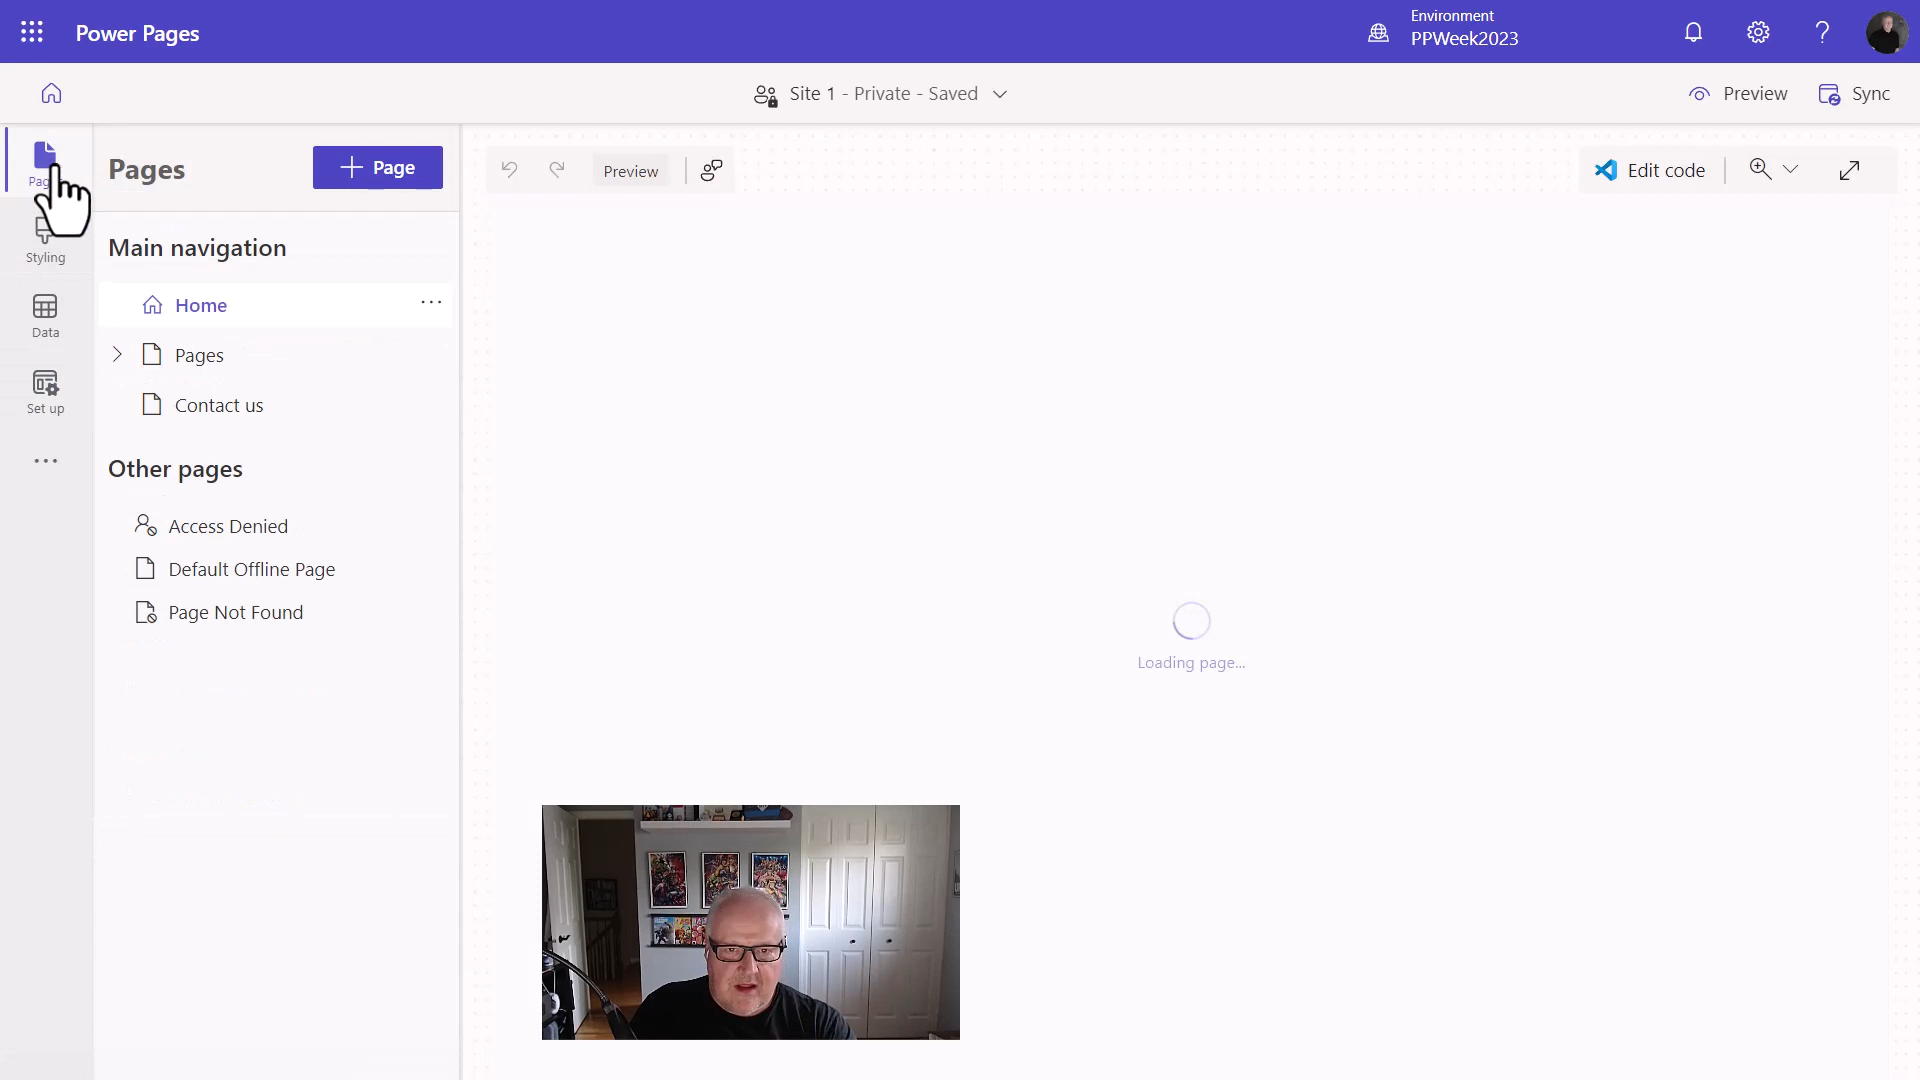 Power Pages
Environment
PPWeek2023
Site 1 - Private - Saved
Preview
Sync
Pages
Page
Preview
Edit code
Main navigation
Styling
Home
Data
Pages
Set up
Contact us
Other pages
Access Denied
Default Offline Page
Page Not Found
Loading page...